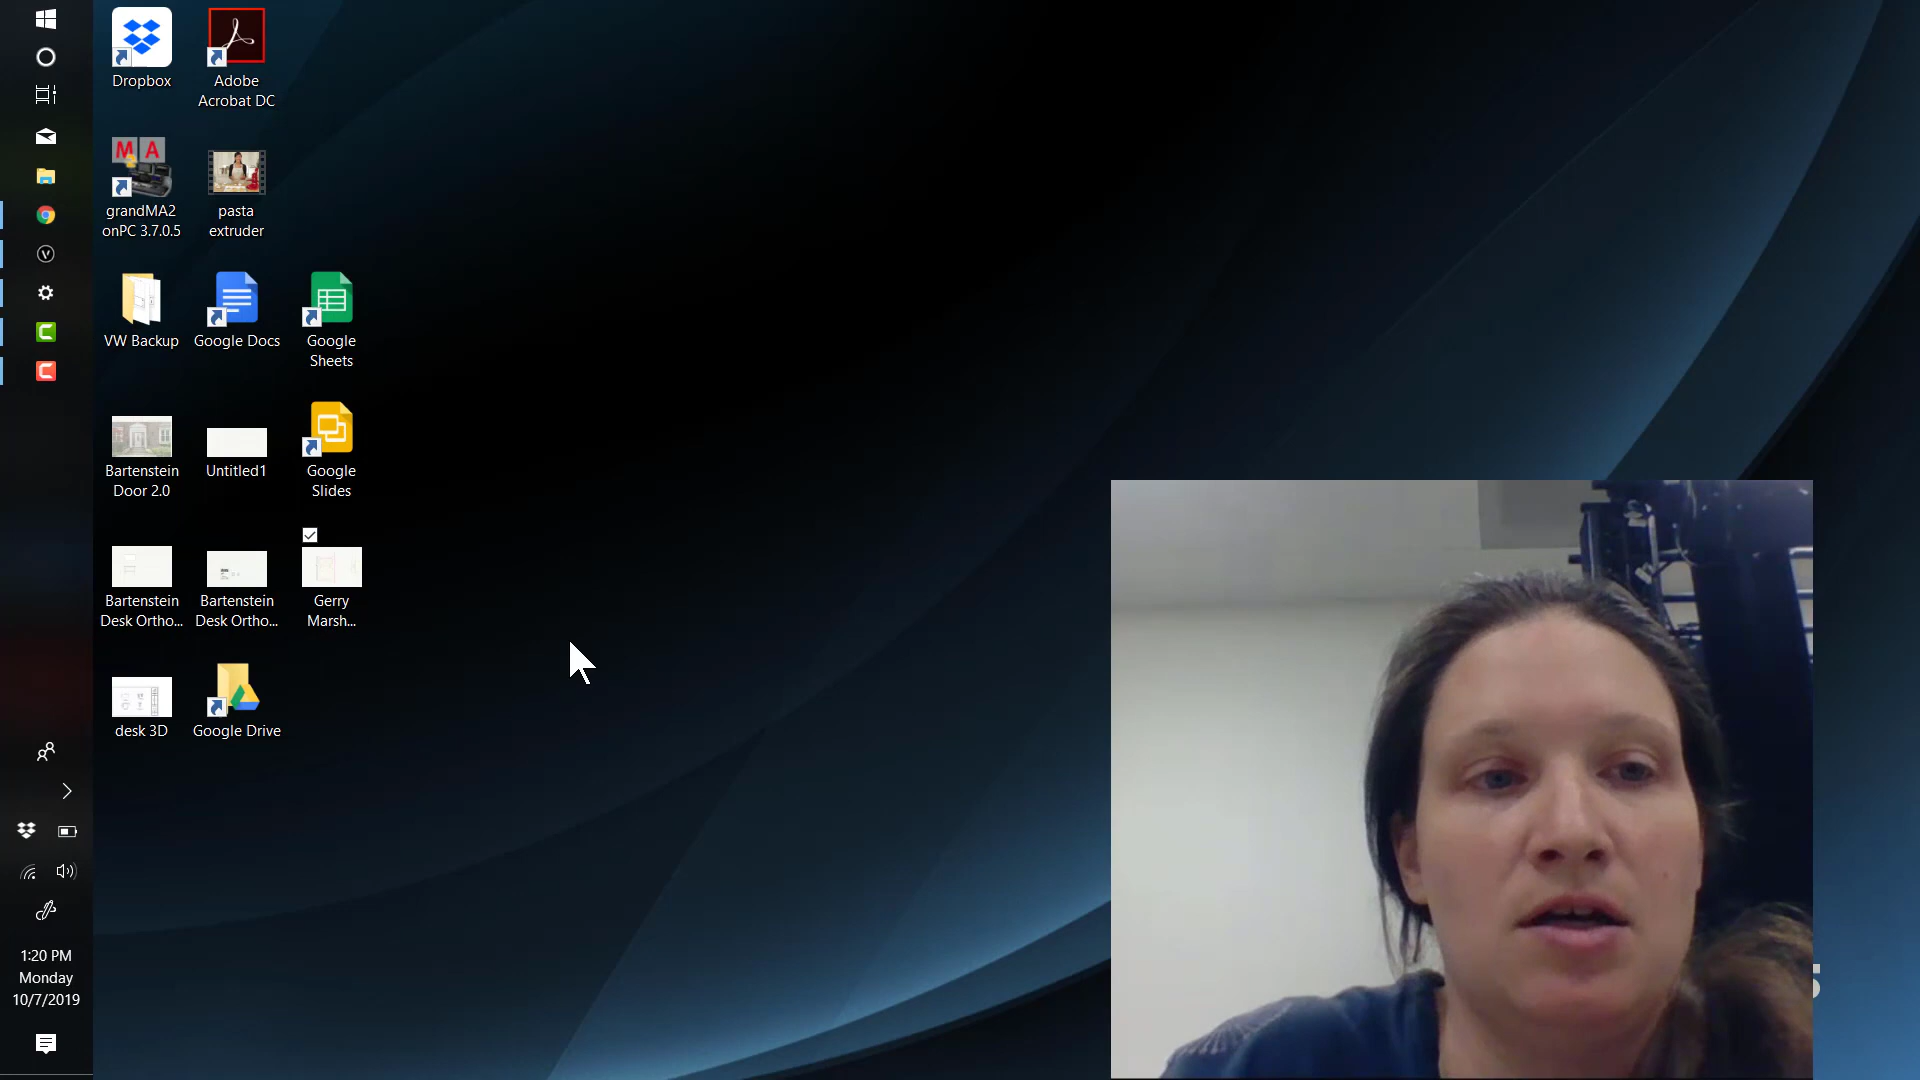 Dropbox
Adobe
Acrobat DC
M A
grandMA2
onPC 3.7.0.5
pasta
extruder
VW Backup
Google Docs
Google
Sheets
Bartenstein
Door 2.0
Untitled1
Google
Slides
Bartenstein
Desk Ortho...
Bartenstein
Desk Ortho...
Gerry
Marsh...
desk 3D
Google Drive
1:20 PM
Monday
10/7/2019